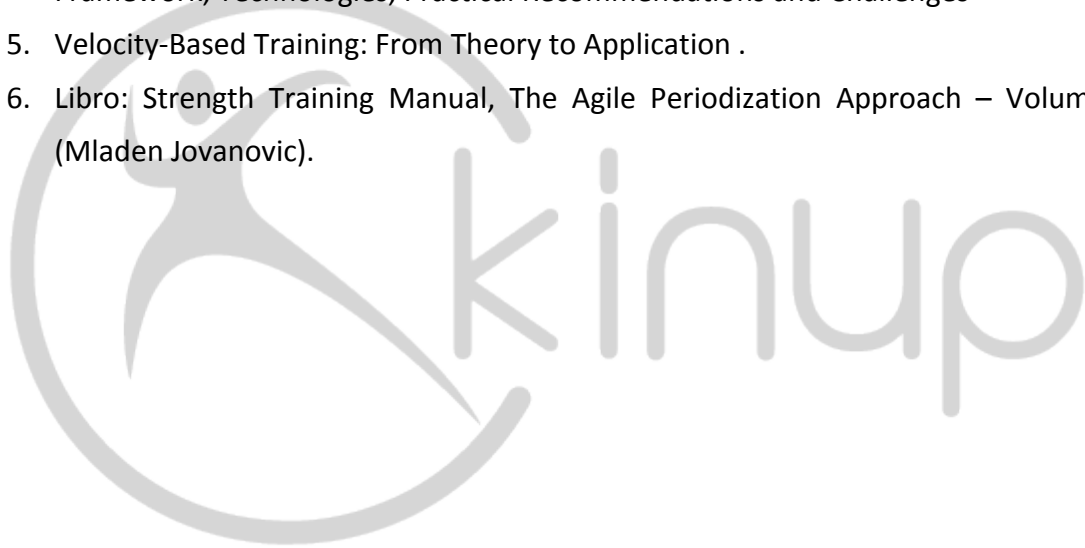 Framework, Technologies, Practical Recommendations and Challenges
5. Velocity-Based Training: From Theory to Application .
6. Libro: Strength Training Manual, The Agile Periodization Approach – Volum
(Mladen Jovanovic).
kinup